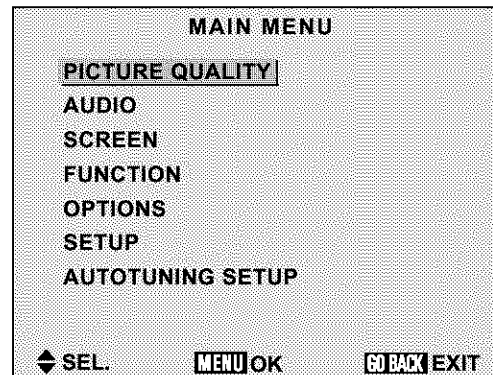 MAIN MENU
PICTURE QUALITY
AUDIO
SCREEN
FUNCTION
OPTIONS
SETUP
AUTOTUNING SETUP
SEL. MENU OK GO BACK EXIT